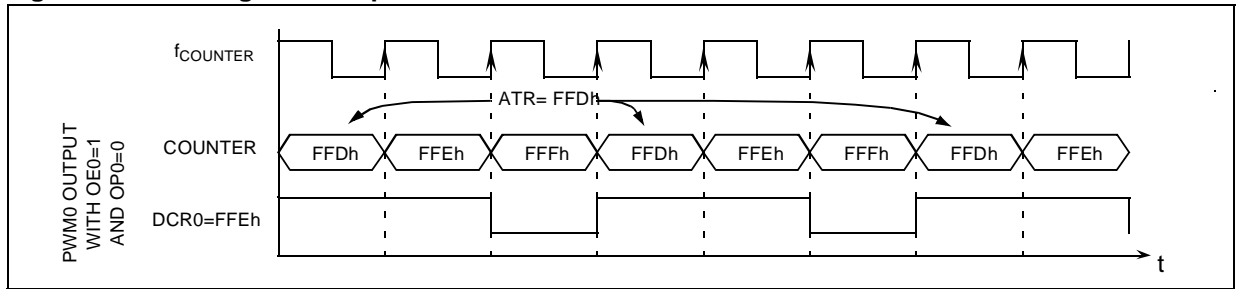 fCOUNTER
ATR= FFDh
COUNTER
FFDh FFEh FFFh FFDh FFEh FFFh FFDh FFEh
PWM0 OUTPUT
WITH OE0=1
AND OP0=0
DCR0=FFEh
t